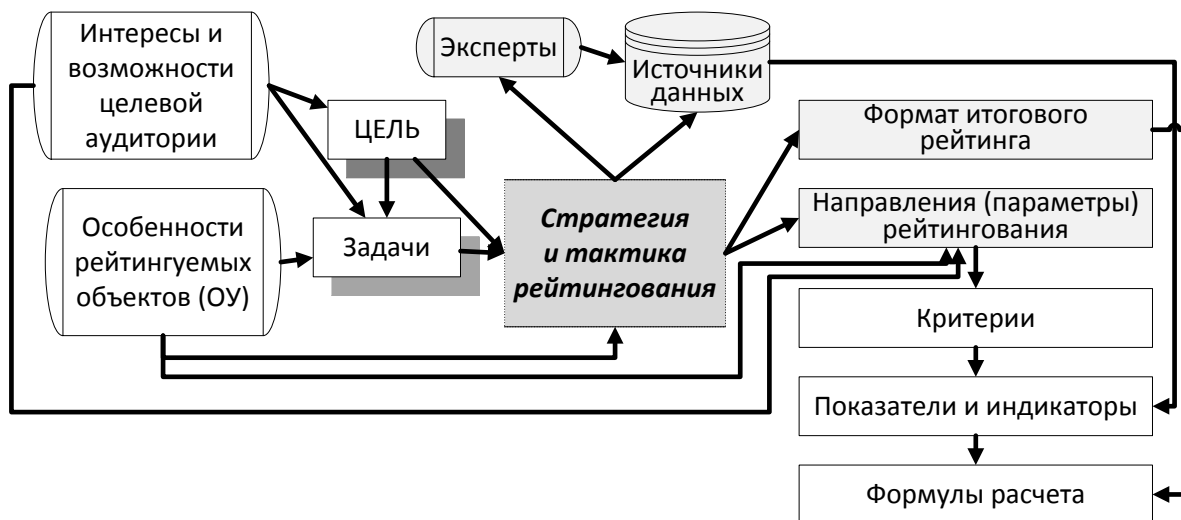 Интересы и
возможности
целевой
аудитории
Эксперты
Источники
данных
ЦЕЛЬ
Формат итогового
рейтинга
Особенности
рейтингуемых
объектов (ОУ)
Задачи
Стратегия
и тактика
рейтингования
Направления (параметры)
рейтингования
Критерии
Показатели и индикаторы
Формулы расчета